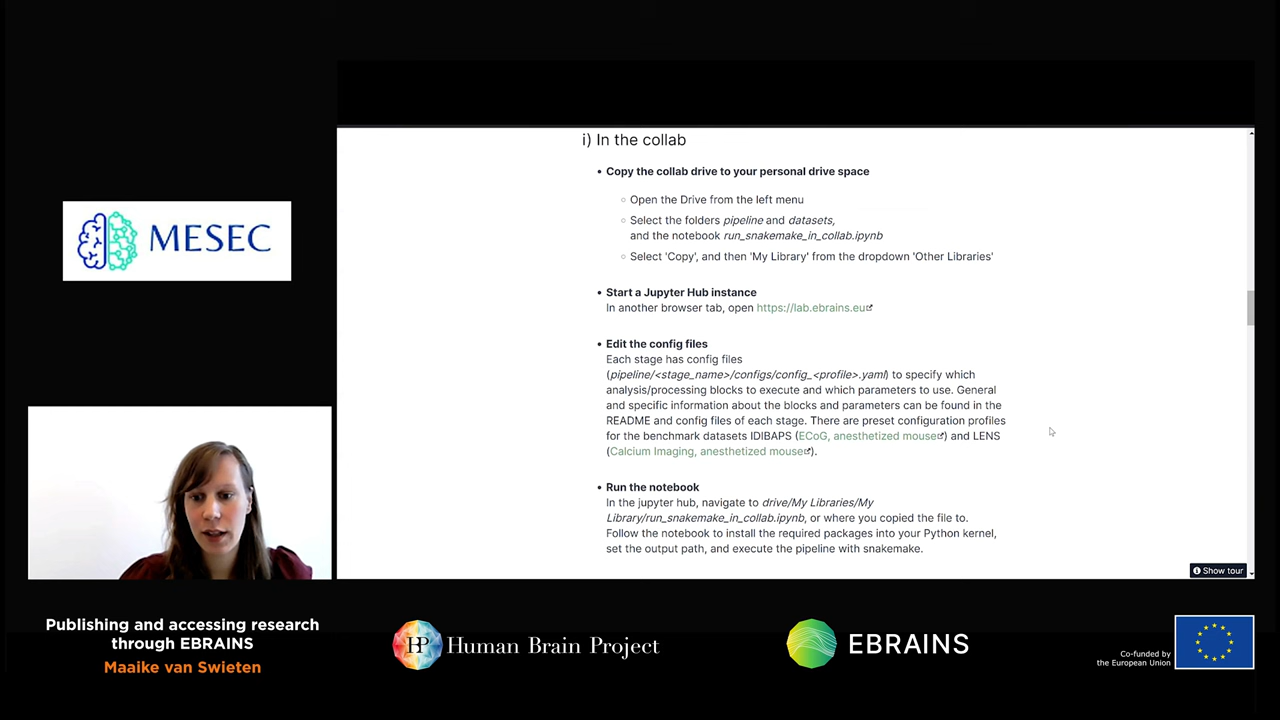 i) In the collab
• Copy the collab drive to your personal drive space
Open the Drive from the left menu
Select the folders pipeline and datasets,
and the notebook run_snakemake_in_collab.ipynb
Select 'Copy', and then 'My Library' from the dropdown 'Other Libraries'
• Start a Jupyter Hub instance
In another browser tab, open https://lab.ebrains.eu
• Edit the config files
Each stage has config files
(pipeline/<stage_name>/configs/config_<profile>.yaml) to specify which
analysis/processing blocks to execute and which parameters to use. General
and specific information about the blocks and parameters can be found in the
README and config files of each stage. There are preset configuration profiles
for the benchmark datasets IDIBAPS (ECoG, anesthetized mouse) and LENS
(Calcium Imaging, anesthetized mouse).
• Run the notebook
In the jupyter hub, navigate to drive/My Libraries/My
Library/run_snakemake_in_collab.ipynb, or where you copied the file to.
Follow the notebook to install the required packages into your Python kernel,
set the output path, and execute the pipeline with snakemake.
Show tour
MESEC
Publishing and accessing research
through EBRAINS
Maaike van Swieten
HBP
Human Brain Project
EBRAINS
Co-funded by
the European Union